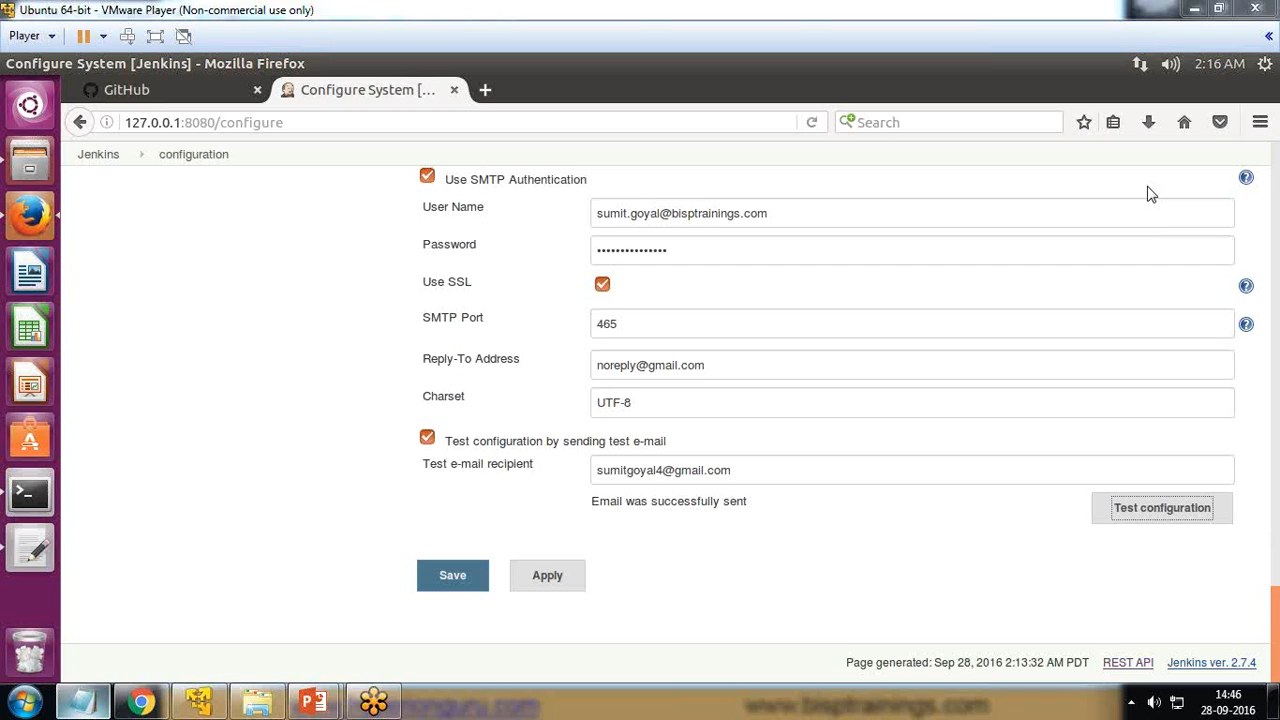 Ubuntu 64-bit - VMware Player (Non-commercial use only)
Player
Configure System [Jenkins] - Mozilla Firefox
2:16 AM
GitHub
Configure System [...
127.0.0.1:8080/configure
Search
Jenkins
configuration
Use SMTP Authentication
User Name
sumit.goyal@bisptrainings.com
Password
•••••••••••••••
Use SSL
SMTP Port
465
Reply-To Address
noreply@gmail.com
Charset
UTF-8
Test configuration by sending test e-mail
Test e-mail recipient
sumitgoyal4@gmail.com
Email was successfully sent
Test configuration
Save
Apply
Page generated: Sep 28, 2016 2:13:32 AM PDT
REST API
Jenkins ver. 2.7.4
www.bisptrainings.com
14:46
28-09-2016